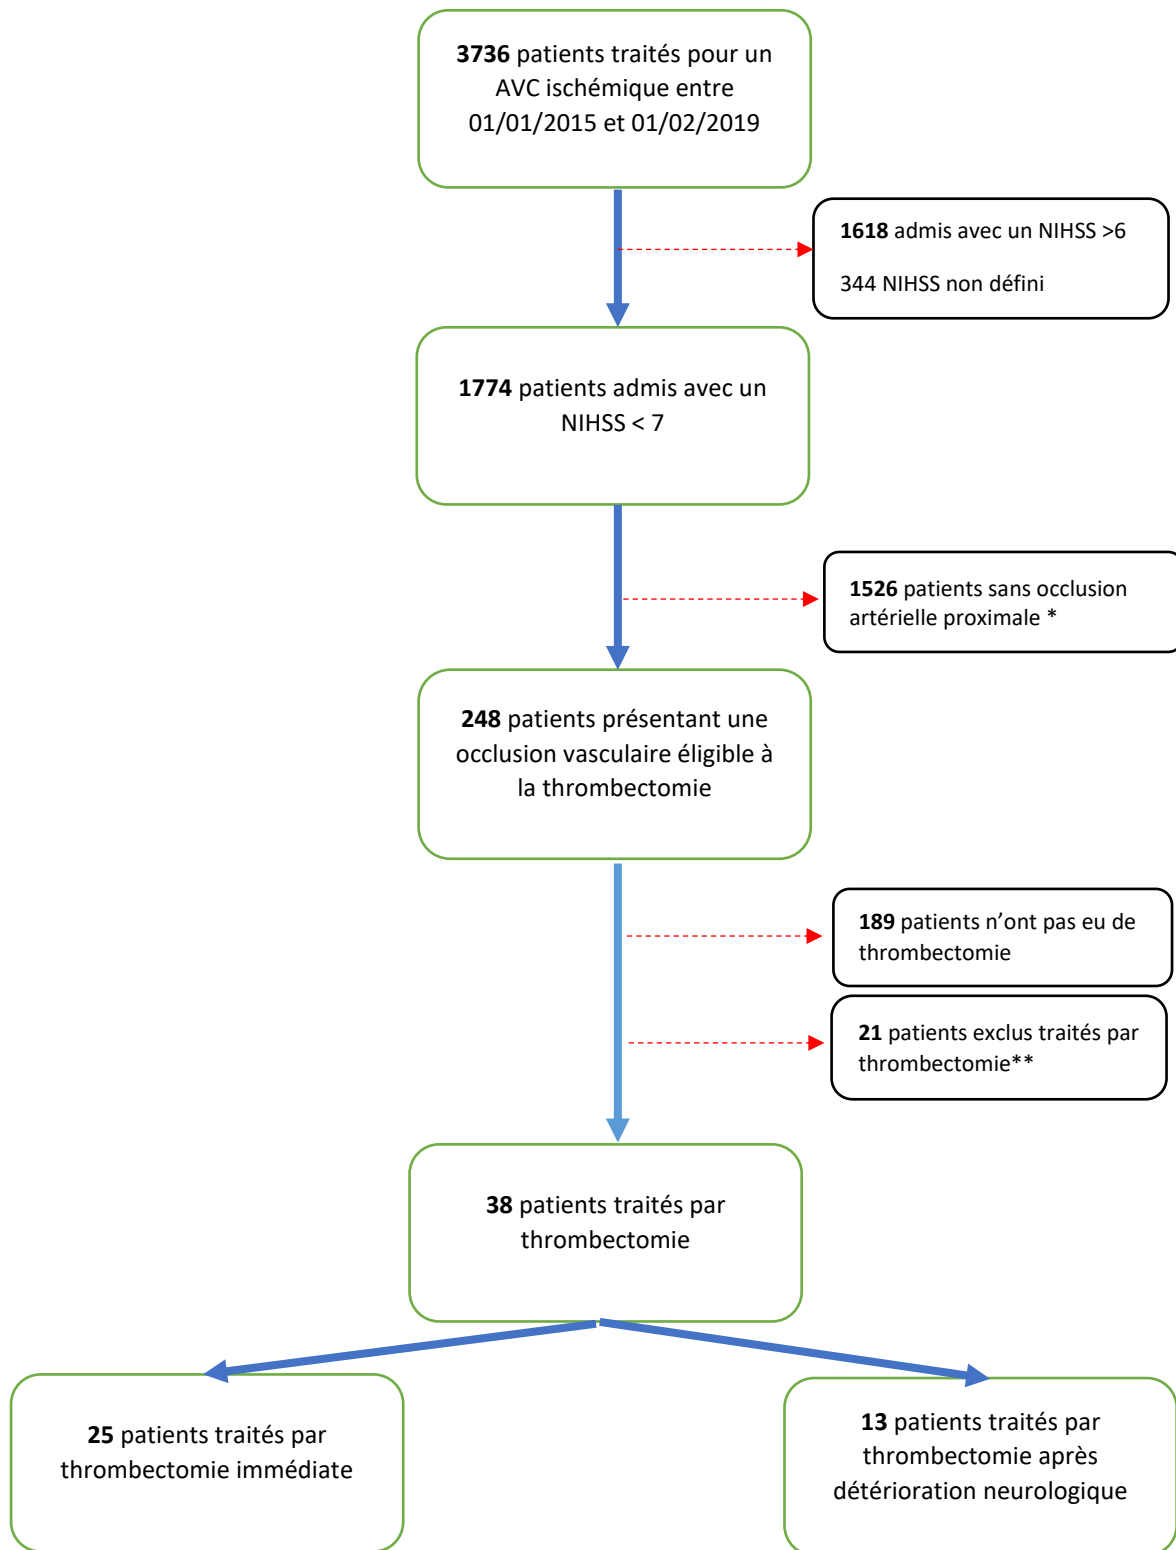 3736 patients traités pour un
AVC ischémique entre
01/01/2015 et 01/02/2019
1618 admis avec un NIHSS >6
344 NIHSS non défini
1774 patients admis avec un
NIHSS < 7
1526 patients sans occlusion
artérielle proximale *
248 patients présentant une
occlusion vasculaire éligible à
la thrombectomie
189 patients n’ont pas eu de
thrombectomie
21 patients exclus traités par
thrombectomie**
38 patients traités par
thrombectomie
25 patients traités par
thrombectomie immédiate
13 patients traités par
thrombectomie après
détérioration neurologique